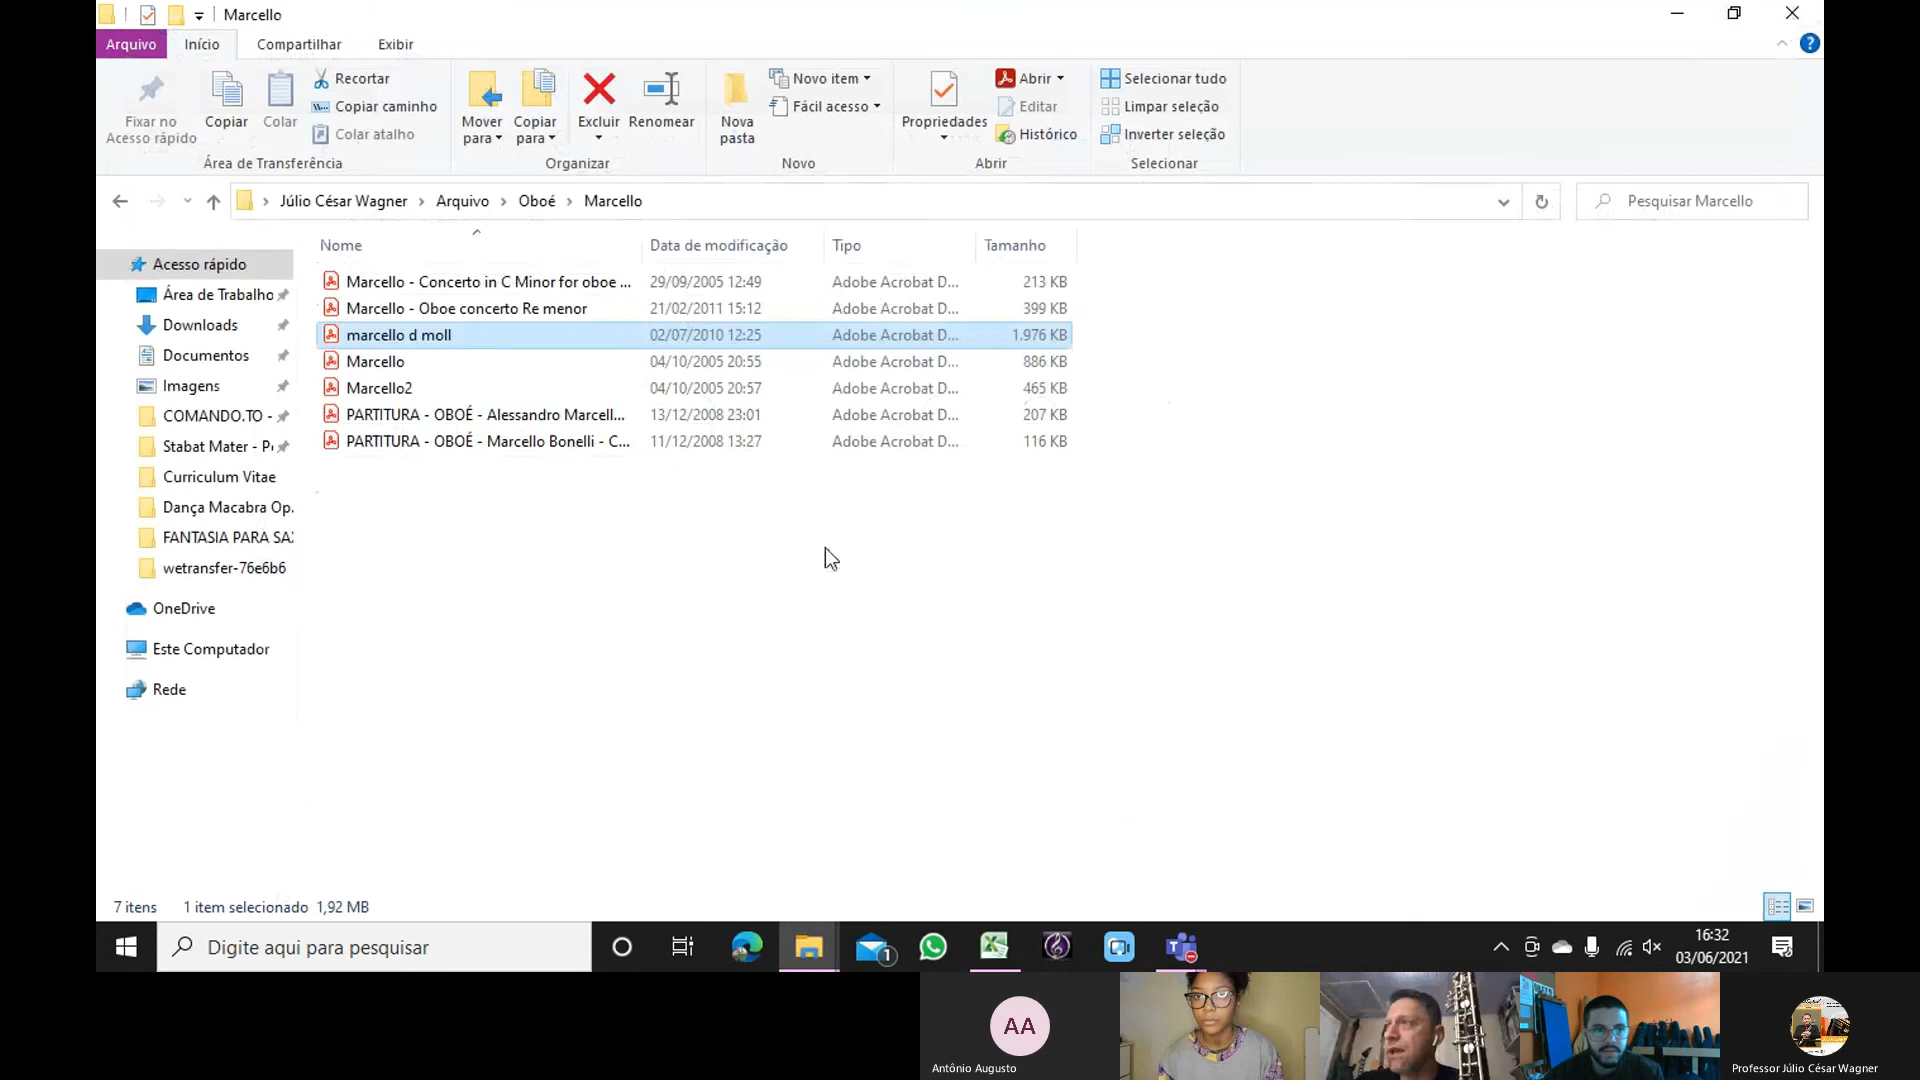 Marcello
Arquivo Início Compartilhar Exibir
Fixar no
Acesso rápido
Copiar
Colar
Recortar
Copiar caminho
Colar atalho
Área de Transferência
Mover
para
Copiar
para
Excluir
Renomear
Organizar
Nova
pasta
Novo item
Fácil acesso
Novo
Propriedades
Abrir
Editar
Histórico
Abrir
Selecionar tudo
Limpar seleção
Inverter seleção
Selecionar
Júlio César Wagner > Arquivo > Oboé > Marcello
Pesquisar Marcello
Nome Data de modificação Tipo Tamanho
Marcello - Concerto in C Minor for oboe ... 29/09/2005 12:49 Adobe Acrobat D... 213 KB
Marcello - Oboe concerto Re menor 21/02/2011 15:12 Adobe Acrobat D... 399 KB
marcello d moll 02/07/2010 12:25 Adobe Acrobat D... 1.976 KB
Marcello 04/10/2005 20:55 Adobe Acrobat D... 886 KB
Marcello2 04/10/2005 20:57 Adobe Acrobat D... 465 KB
PARTITURA - OBOÉ - Alessandro Marcell... 13/12/2008 23:01 Adobe Acrobat D... 207 KB
PARTITURA - OBOÉ - Marcello Bonelli - C... 11/12/2008 13:27 Adobe Acrobat D... 116 KB
Acesso rápido
Área de Trabalho
Downloads
Documentos
Imagens
COMANDO.TO -
Stabat Mater - P
Curriculum Vitae
Dança Macabra Op.
FANTASIA PARA SA
wetransfer-76e6b6
OneDrive
Este Computador
Rede
7 itens 1 item selecionado 1,92 MB
Digite aqui para pesquisar
1
16:32
03/06/2021
AA
Antônio Augusto
Professor Júlio César Wagner